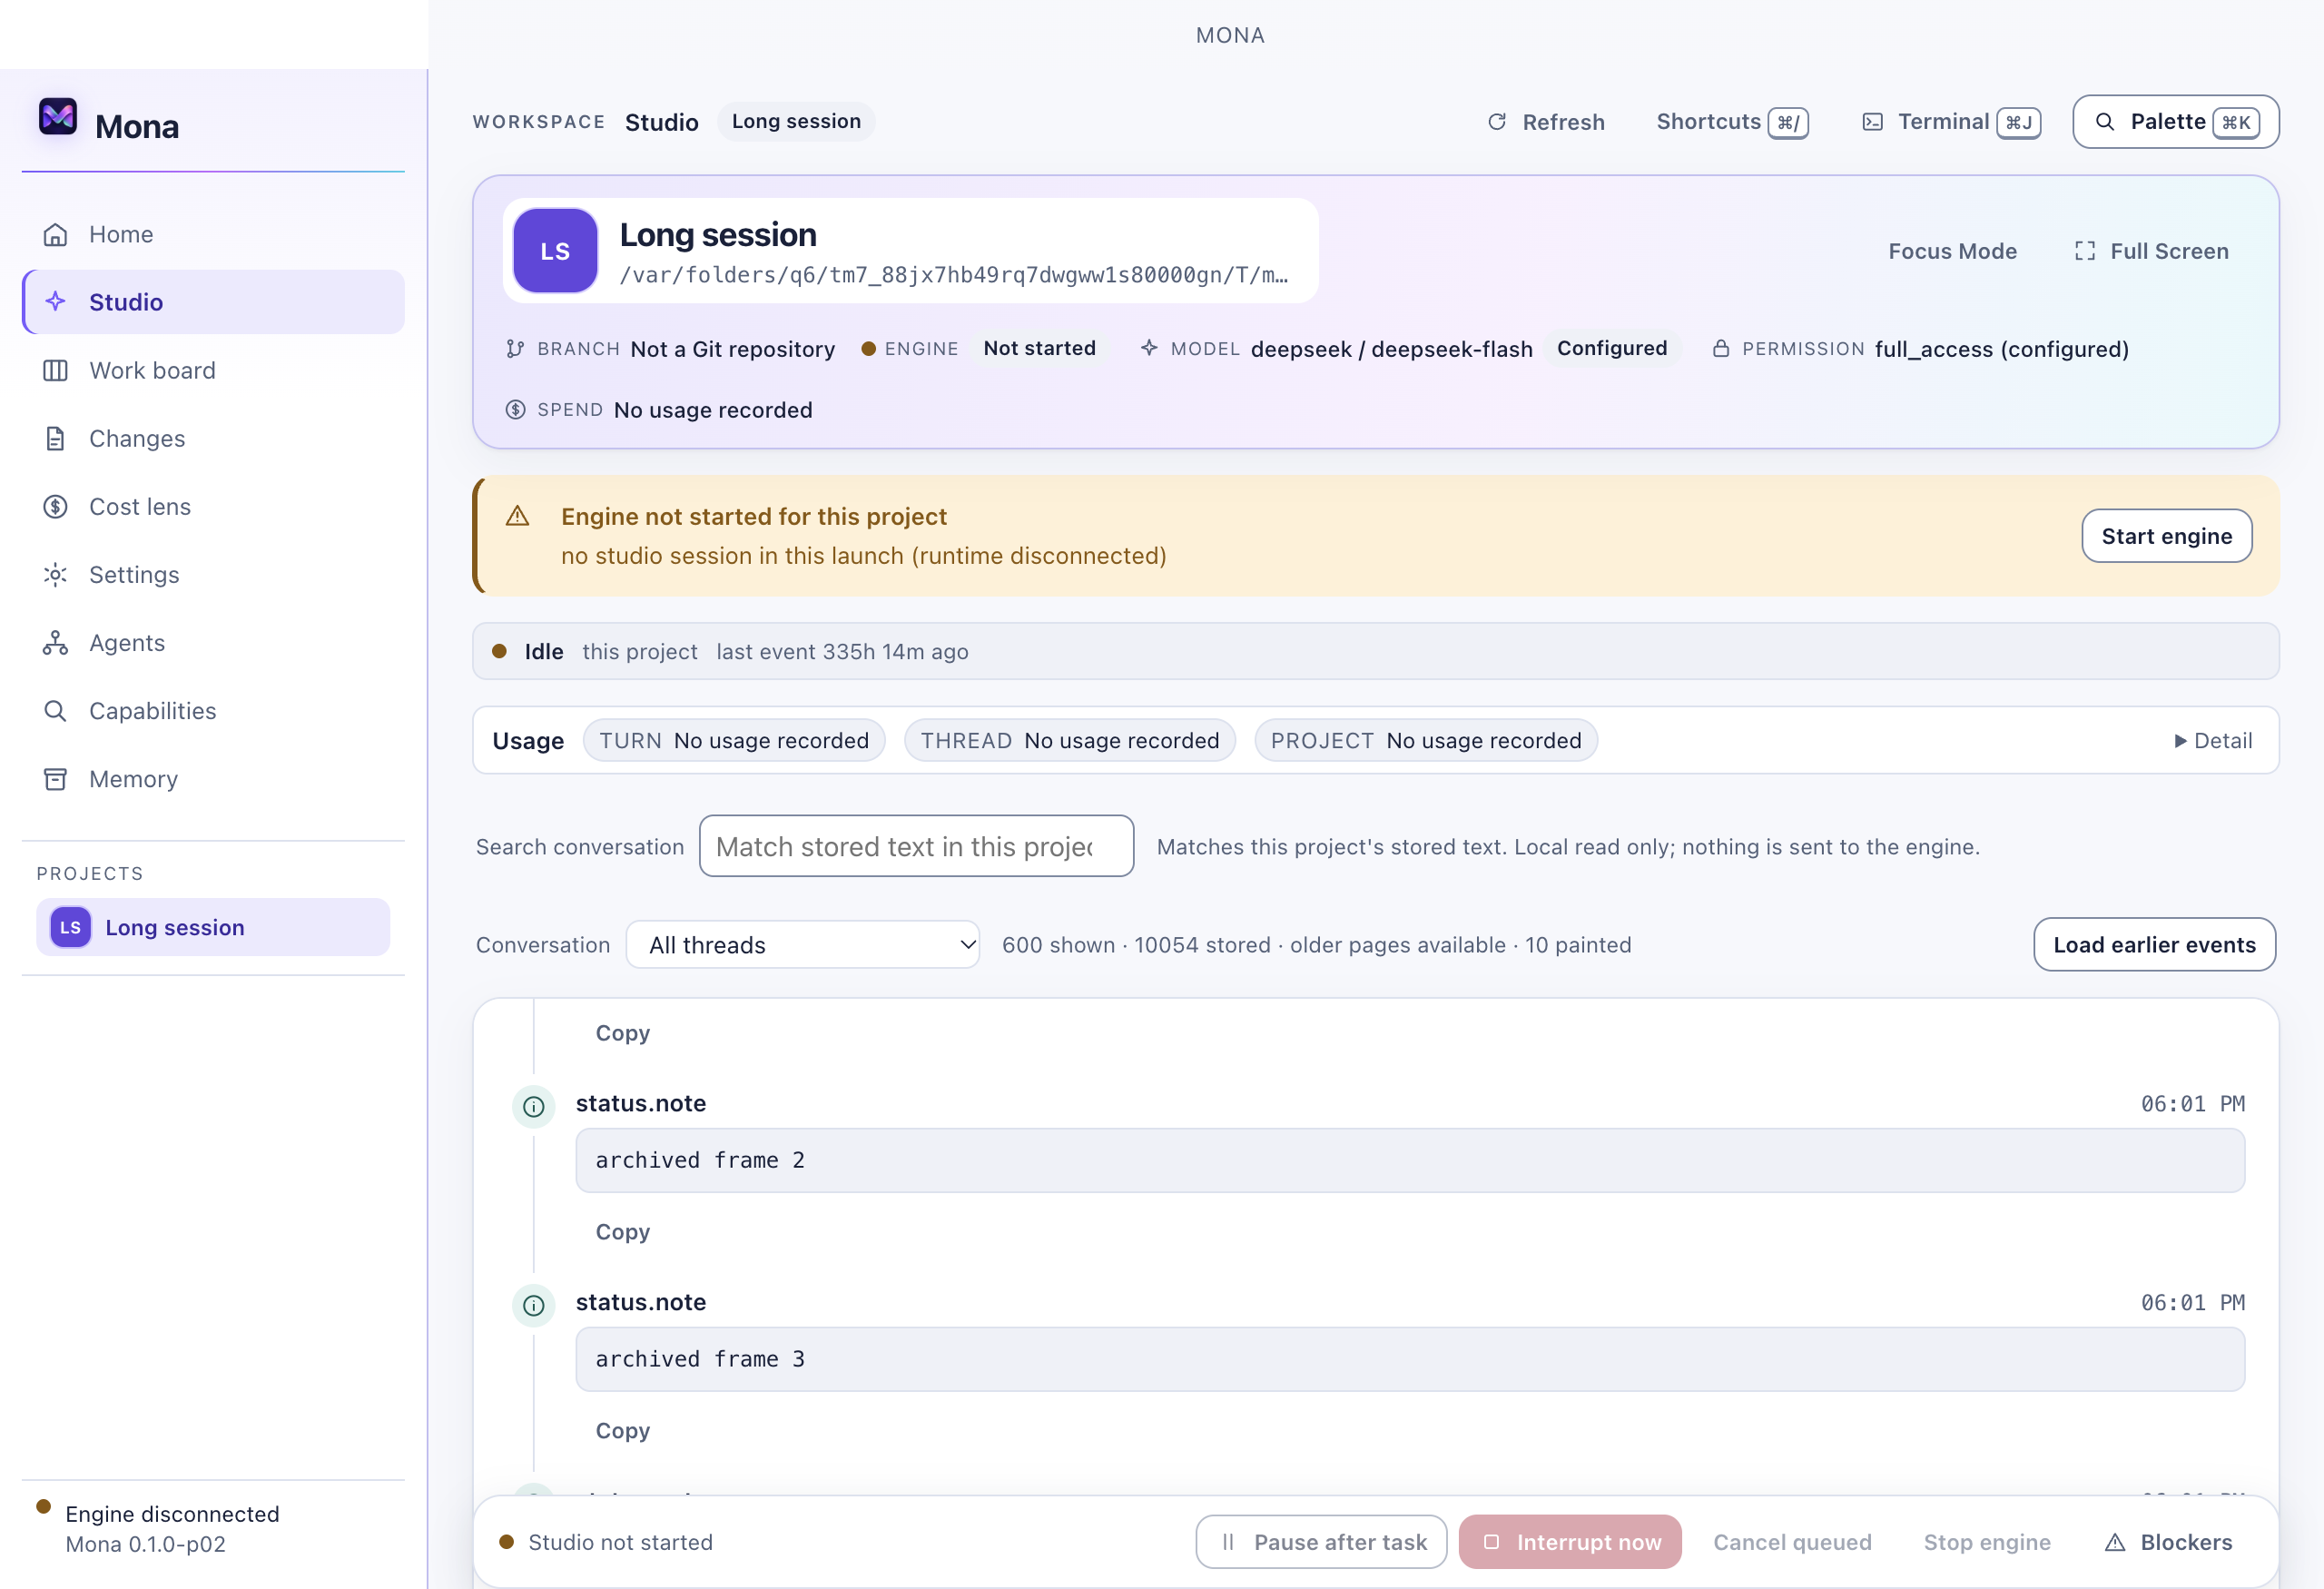 MONA
Mona
Home
Studio
Work board
Changes
Cost lens
Settings
Agents
Capabilities
Memory
PROJECTS
LS Long session
Engine disconnected
Mona 0.1.0-p02
WORKSPACE Studio Long session
Refresh Shortcuts ⌘/ Terminal ⌘J Palette ⌘K
LS
Long session
/var/folders/q6/tm7_88jx7hb49rq7dwgww1s80000gn/T/m…
Focus Mode Full Screen
BRANCH Not a Git repository ENGINE Not started MODEL deepseek / deepseek-flash Configured PERMISSION full_access (configured)
SPEND No usage recorded
Engine not started for this project
no studio session in this launch (runtime disconnected)
Start engine
Idle this project last event 335h 14m ago
Usage TURN No usage recorded THREAD No usage recorded PROJECT No usage recorded Detail
Search conversation Match stored text in this Matches this project's stored text. Local read only; nothing is sent to the engine.
Conversation All threads 600 shown · 10054 stored · older pages available · 10 painted Load earlier events
Copy
status.note 06:01 PM
archived frame 2
Copy
status.note 06:01 PM
archived frame 3
Copy
Studio not started Pause after task Interrupt now Cancel queued Stop engine Blockers